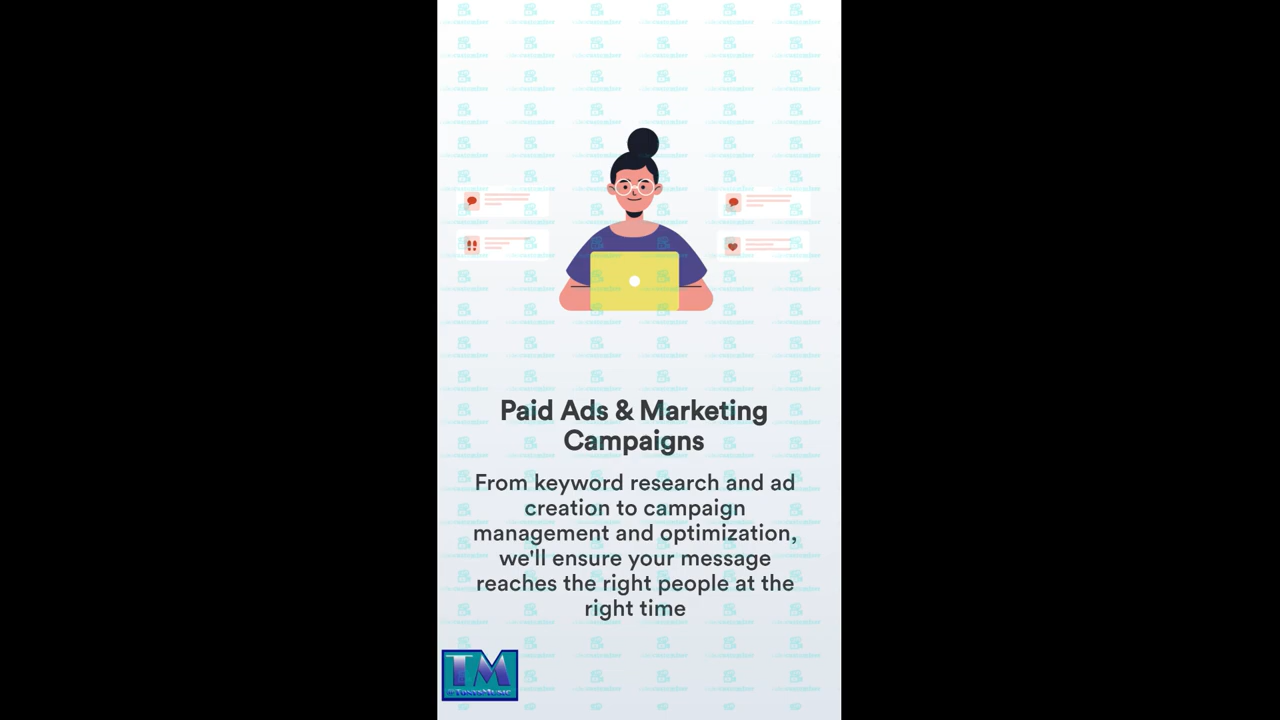 Paid Ads & Marketing
Campaigns
From keyword research and ad
creation to campaign
management and optimization,
we'll ensure your message
reaches the right people at the
right time
TM